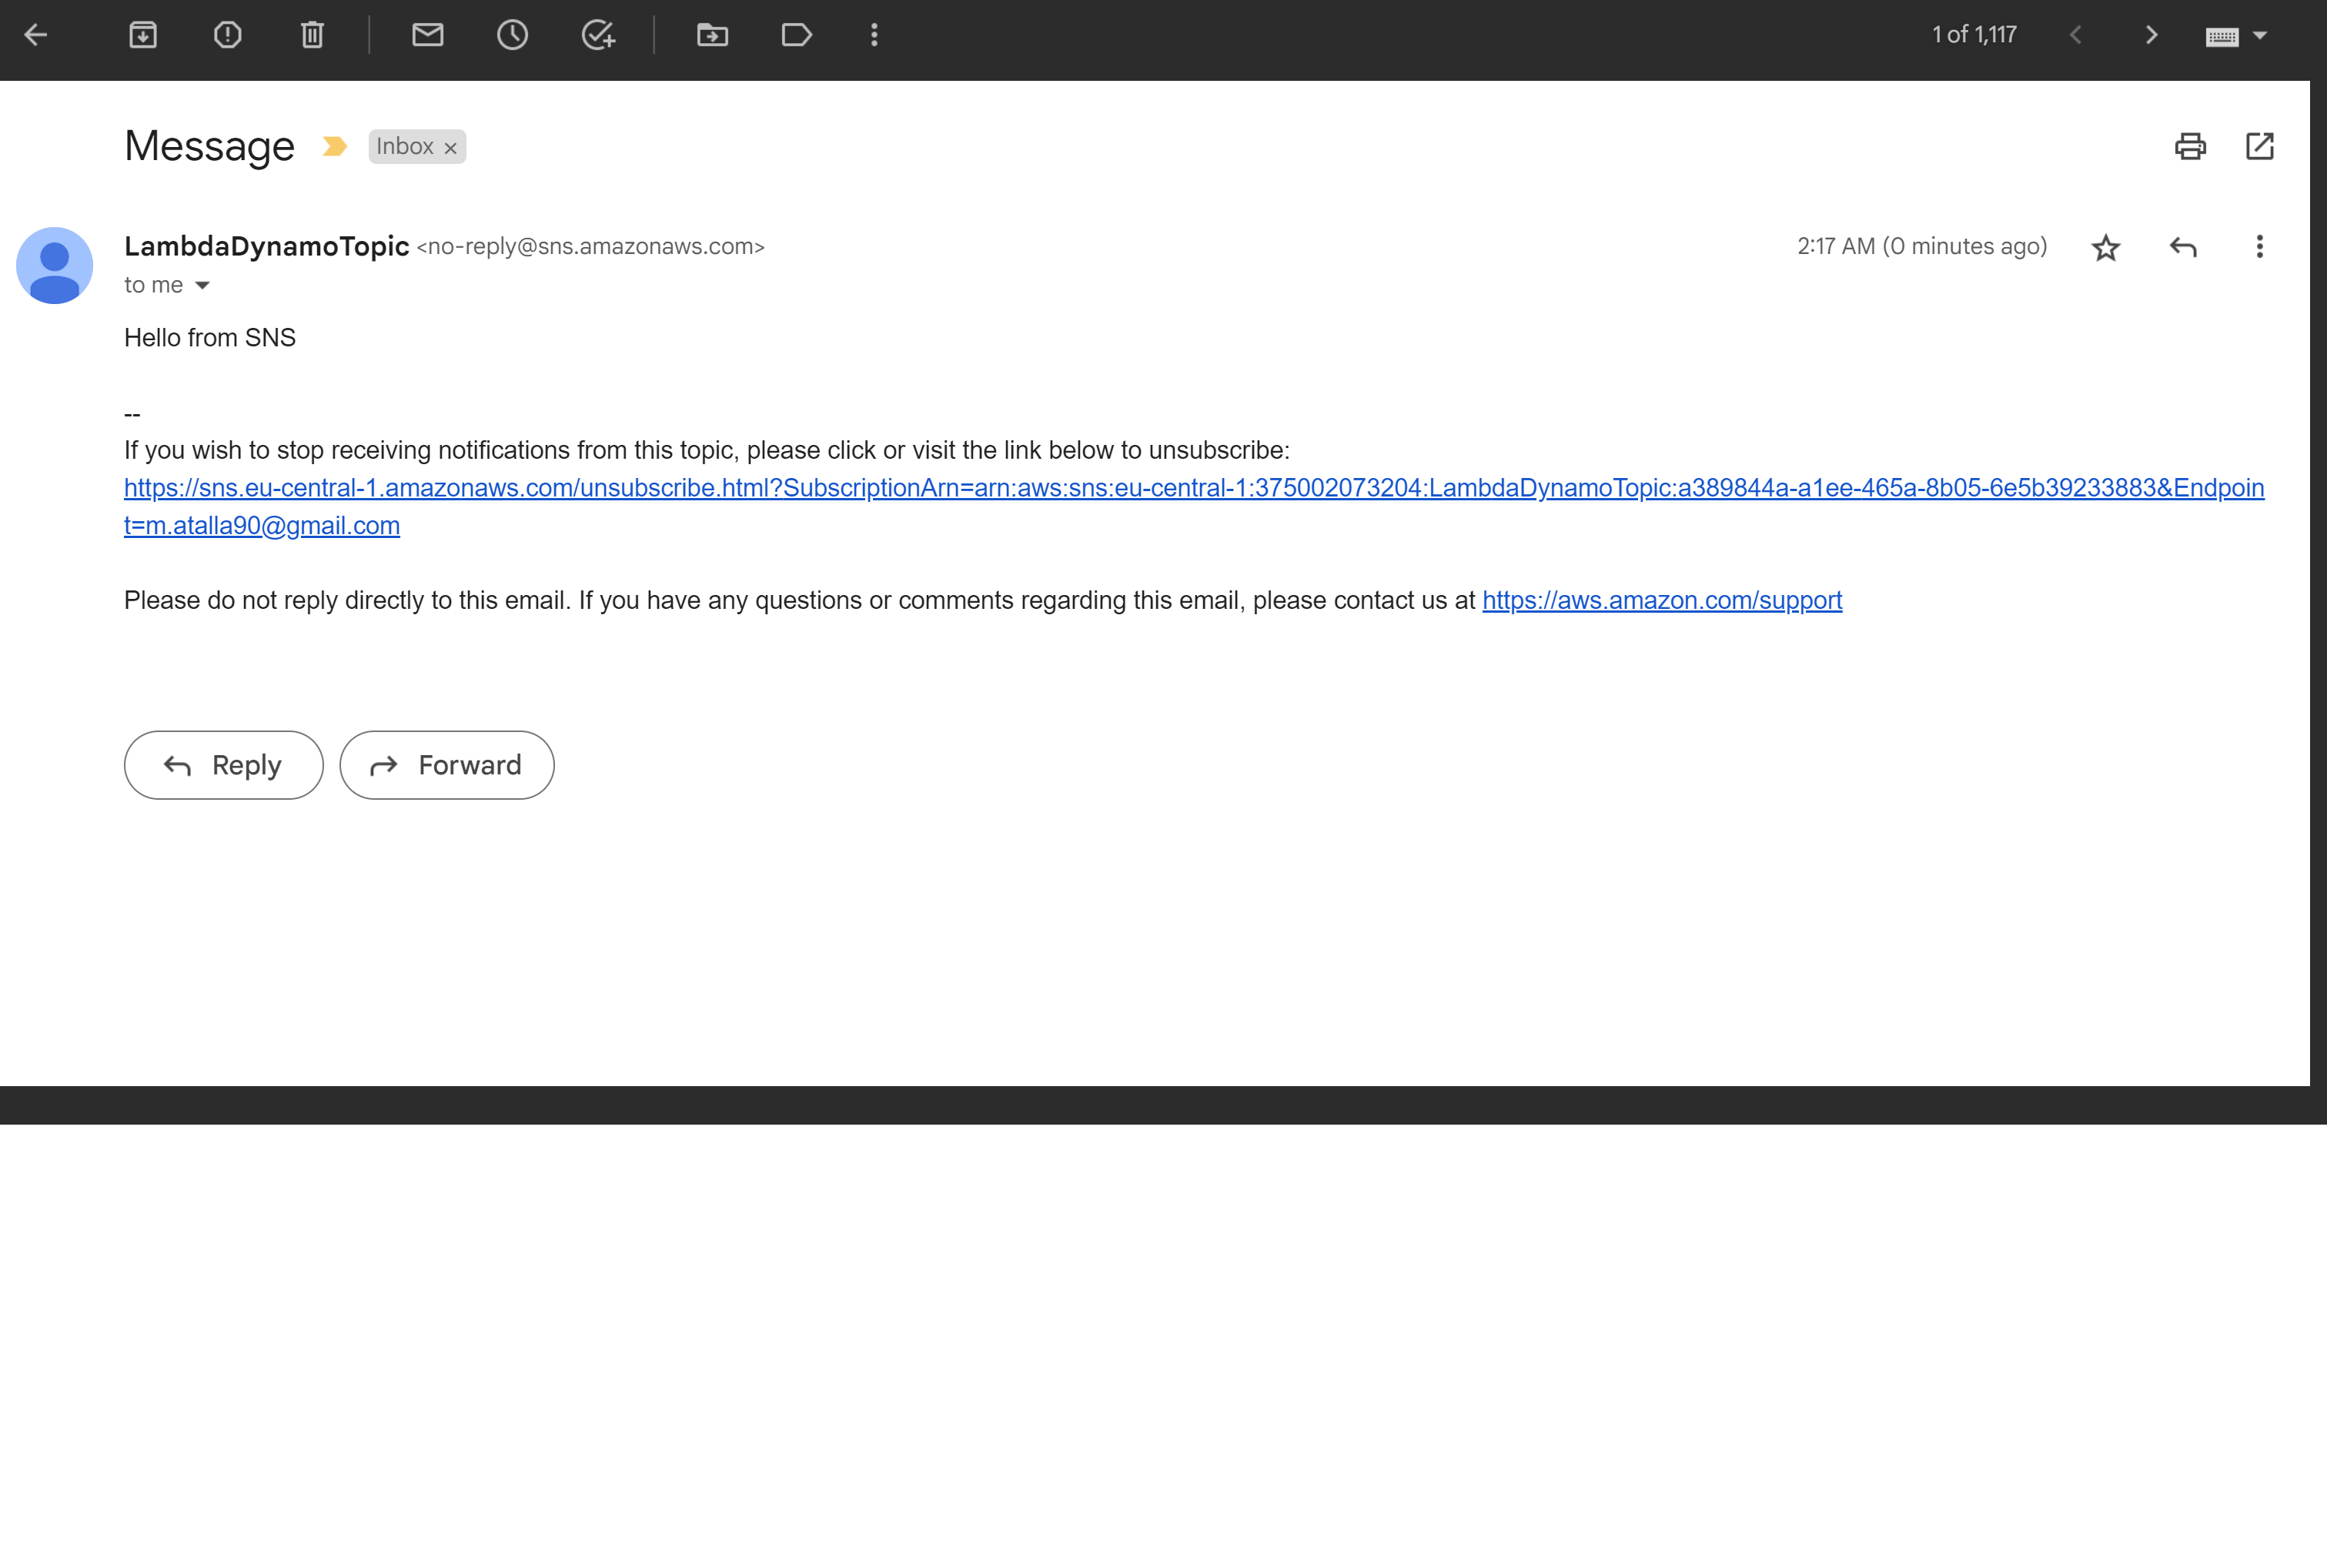 1 of 1,117
Message
Inbox ×
LambdaDynamoTopic <no-reply@sns.amazonaws.com>
2:17 AM (0 minutes ago)
to me
Hello from SNS
--
If you wish to stop receiving notifications from this topic, please click or visit the link below to unsubscribe:
https://sns.eu-central-1.amazonaws.com/unsubscribe.html?SubscriptionArn=arn:aws:sns:eu-central-1:375002073204:LambdaDynamoTopic:a389844a-a1ee-465a-8b05-6e5b39233883&Endpoin
t=m.atalla90@gmail.com
Please do not reply directly to this email. If you have any questions or comments regarding this email, please contact us at https://aws.amazon.com/support
Reply
Forward